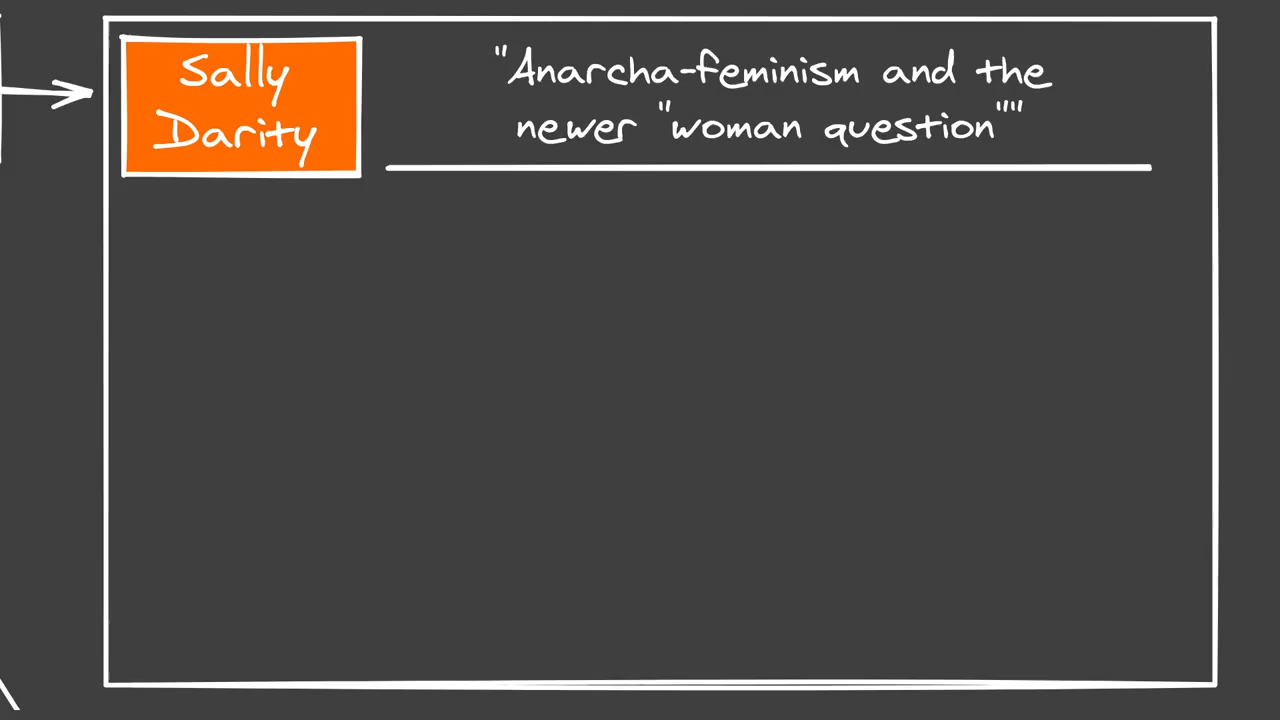 Sally
Darity
"Anarcha-feminism and the
newer "woman question""